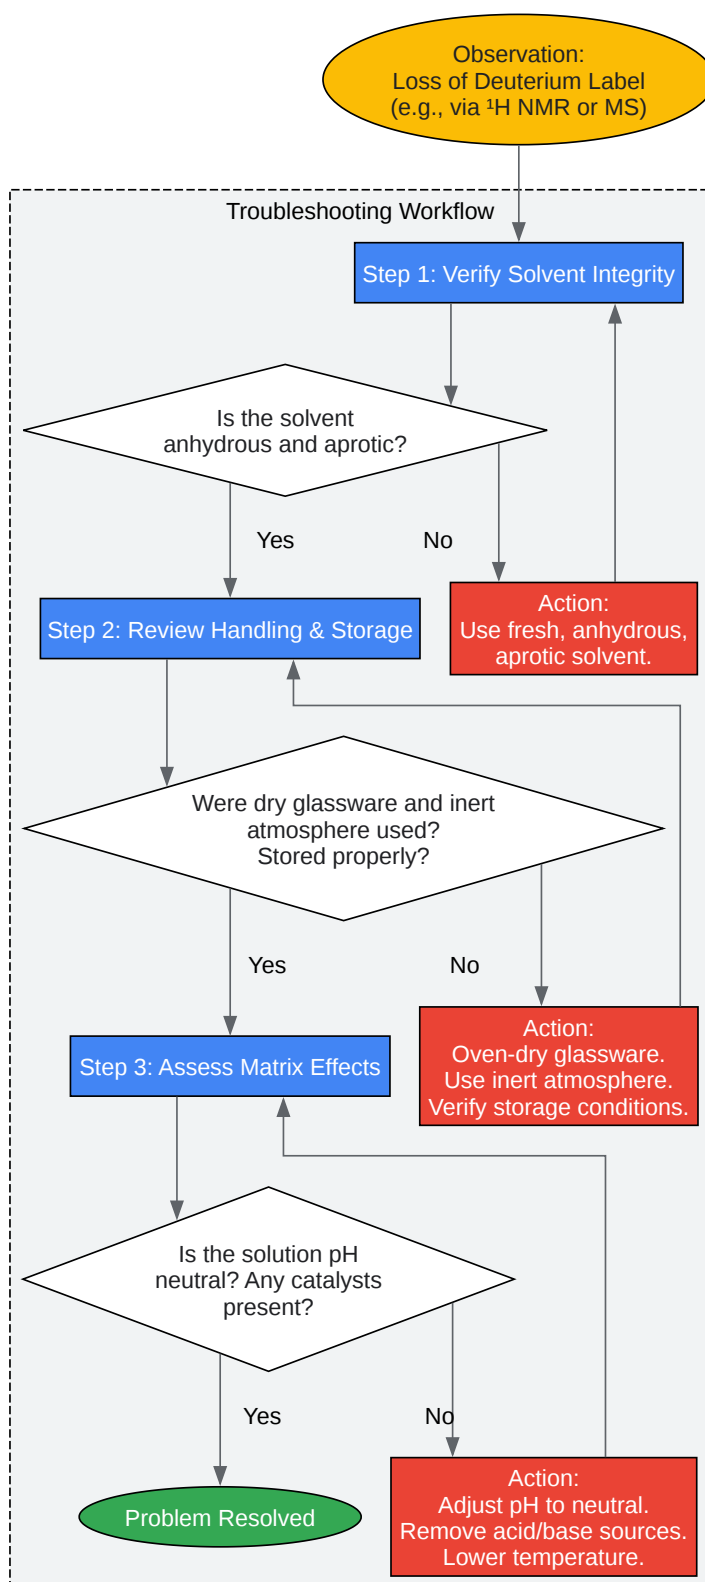 Observation:
Loss of Deuterium Label
(e.g., via ¹H NMR or MS)
Troubleshooting Workflow
Step 1: Verify Solvent Integrity
Is the solvent
anhydrous and aprotic?
Yes
No
Action:
Use fresh, anhydrous,
aprotic solvent.
Step 2: Review Handling & Storage
Were dry glassware and inert
atmosphere used?
Stored properly?
Yes
No
Action:
Oven-dry glassware.
Use inert atmosphere.
Verify storage conditions.
Step 3: Assess Matrix Effects
Is the solution pH
neutral? Any catalysts
present?
Yes
No
Action:
Adjust pH to neutral.
Remove acid/base sources.
Lower temperature.
Problem Resolved